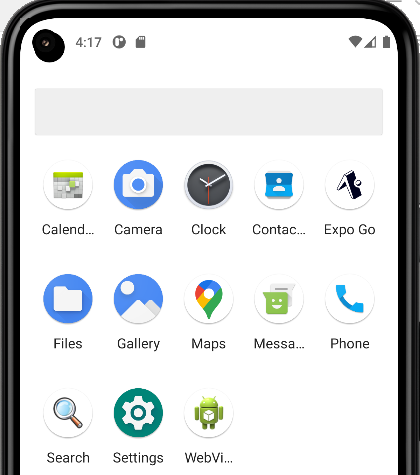 4:17
Calend... Camera Clock Contac... Expo Go
Files Gallery Maps Messa... Phone
Search Settings WebVi...